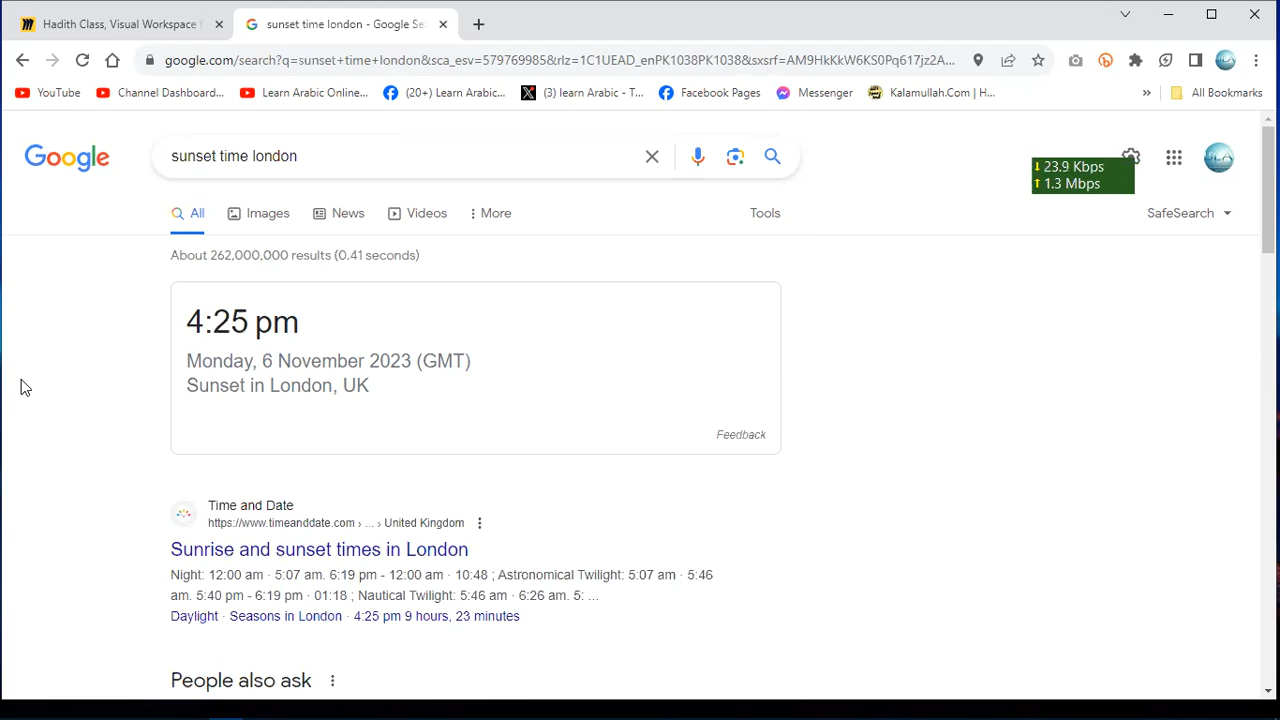 Hadith Class, Visual Workspace f
sunset time london - Google Se
google.com/search?q=sunset+time+london&sca_esv=579769985&rlz=1C1UEAD_enPK1038PK1038&sxsrf=AM9HkKkW6KS0Pq617jz2A...
YouTube
Channel Dashboard...
Learn Arabic Online...
(20+) Learn Arabic...
(3) learn Arabic - T...
Facebook Pages
Messenger
Kalamullah.Com | H...
»
All Bookmarks
Google
sunset time london
23.9 Kbps
1.3 Mbps
All
Images
News
Videos
More
Tools
SafeSearch
About 262,000,000 results (0.41 seconds)
4:25 pm
Monday, 6 November 2023 (GMT)
Sunset in London, UK
Feedback
Time and Date
https://www.timeanddate.com › ... › United Kingdom
Sunrise and sunset times in London
Night: 12:00 am - 5:07 am. 6:19 pm - 12:00 am · 10:48 ; Astronomical Twilight: 5:07 am - 5:46
am. 5:40 pm - 6:19 pm · 01:18 ; Nautical Twilight: 5:46 am - 6:26 am. 5: ...
Daylight · Seasons in London · 4:25 pm 9 hours, 23 minutes
People also ask